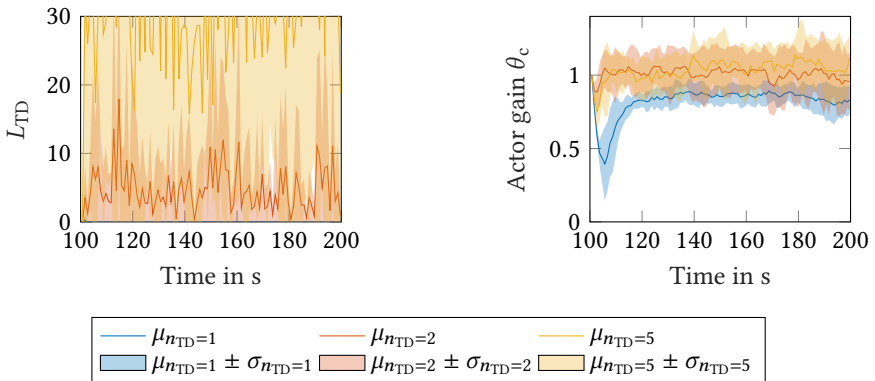 30
20
10
0
100 120 140 160 180 200
L_TD
Time in s
1
0.5
0
100 120 140 160 180 200
Actor gain θ_c
Time in s
μ_{n_TD=1} μ_{n_TD=2} μ_{n_TD=5}
μ_{n_TD=1} ± σ_{n_TD=1} μ_{n_TD=2} ± σ_{n_TD=2} μ_{n_TD=5} ± σ_{n_TD=5}